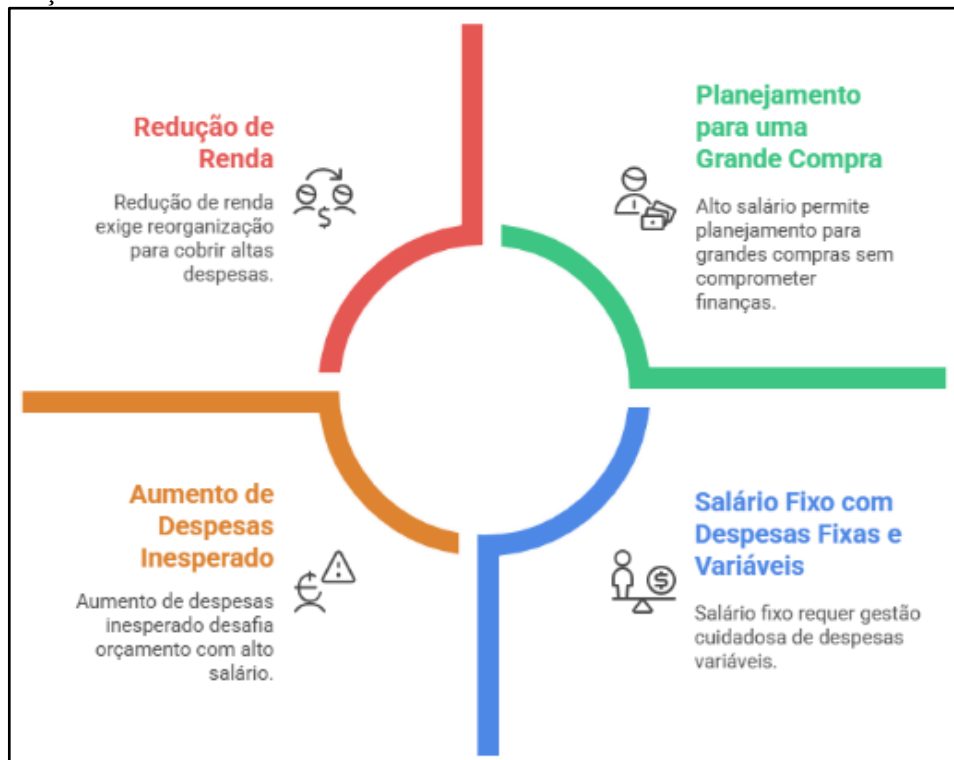 Redução de
Renda
Redução de renda
exige reorganização
para cobrir altas
despesas.
Planejamento
para uma
Grande Compra
Alto salário permite
planejamento para
grandes compras sem
comprometer
finanças.
Aumento de
Despesas
Inesperado
Aumento de despesas
inesperado desafia
orçamento com alto
salário.
Salário Fixo com
Despesas Fixas e
Variáveis
Salário fixo requer gestão
cuidadosa de despesas
variáveis.